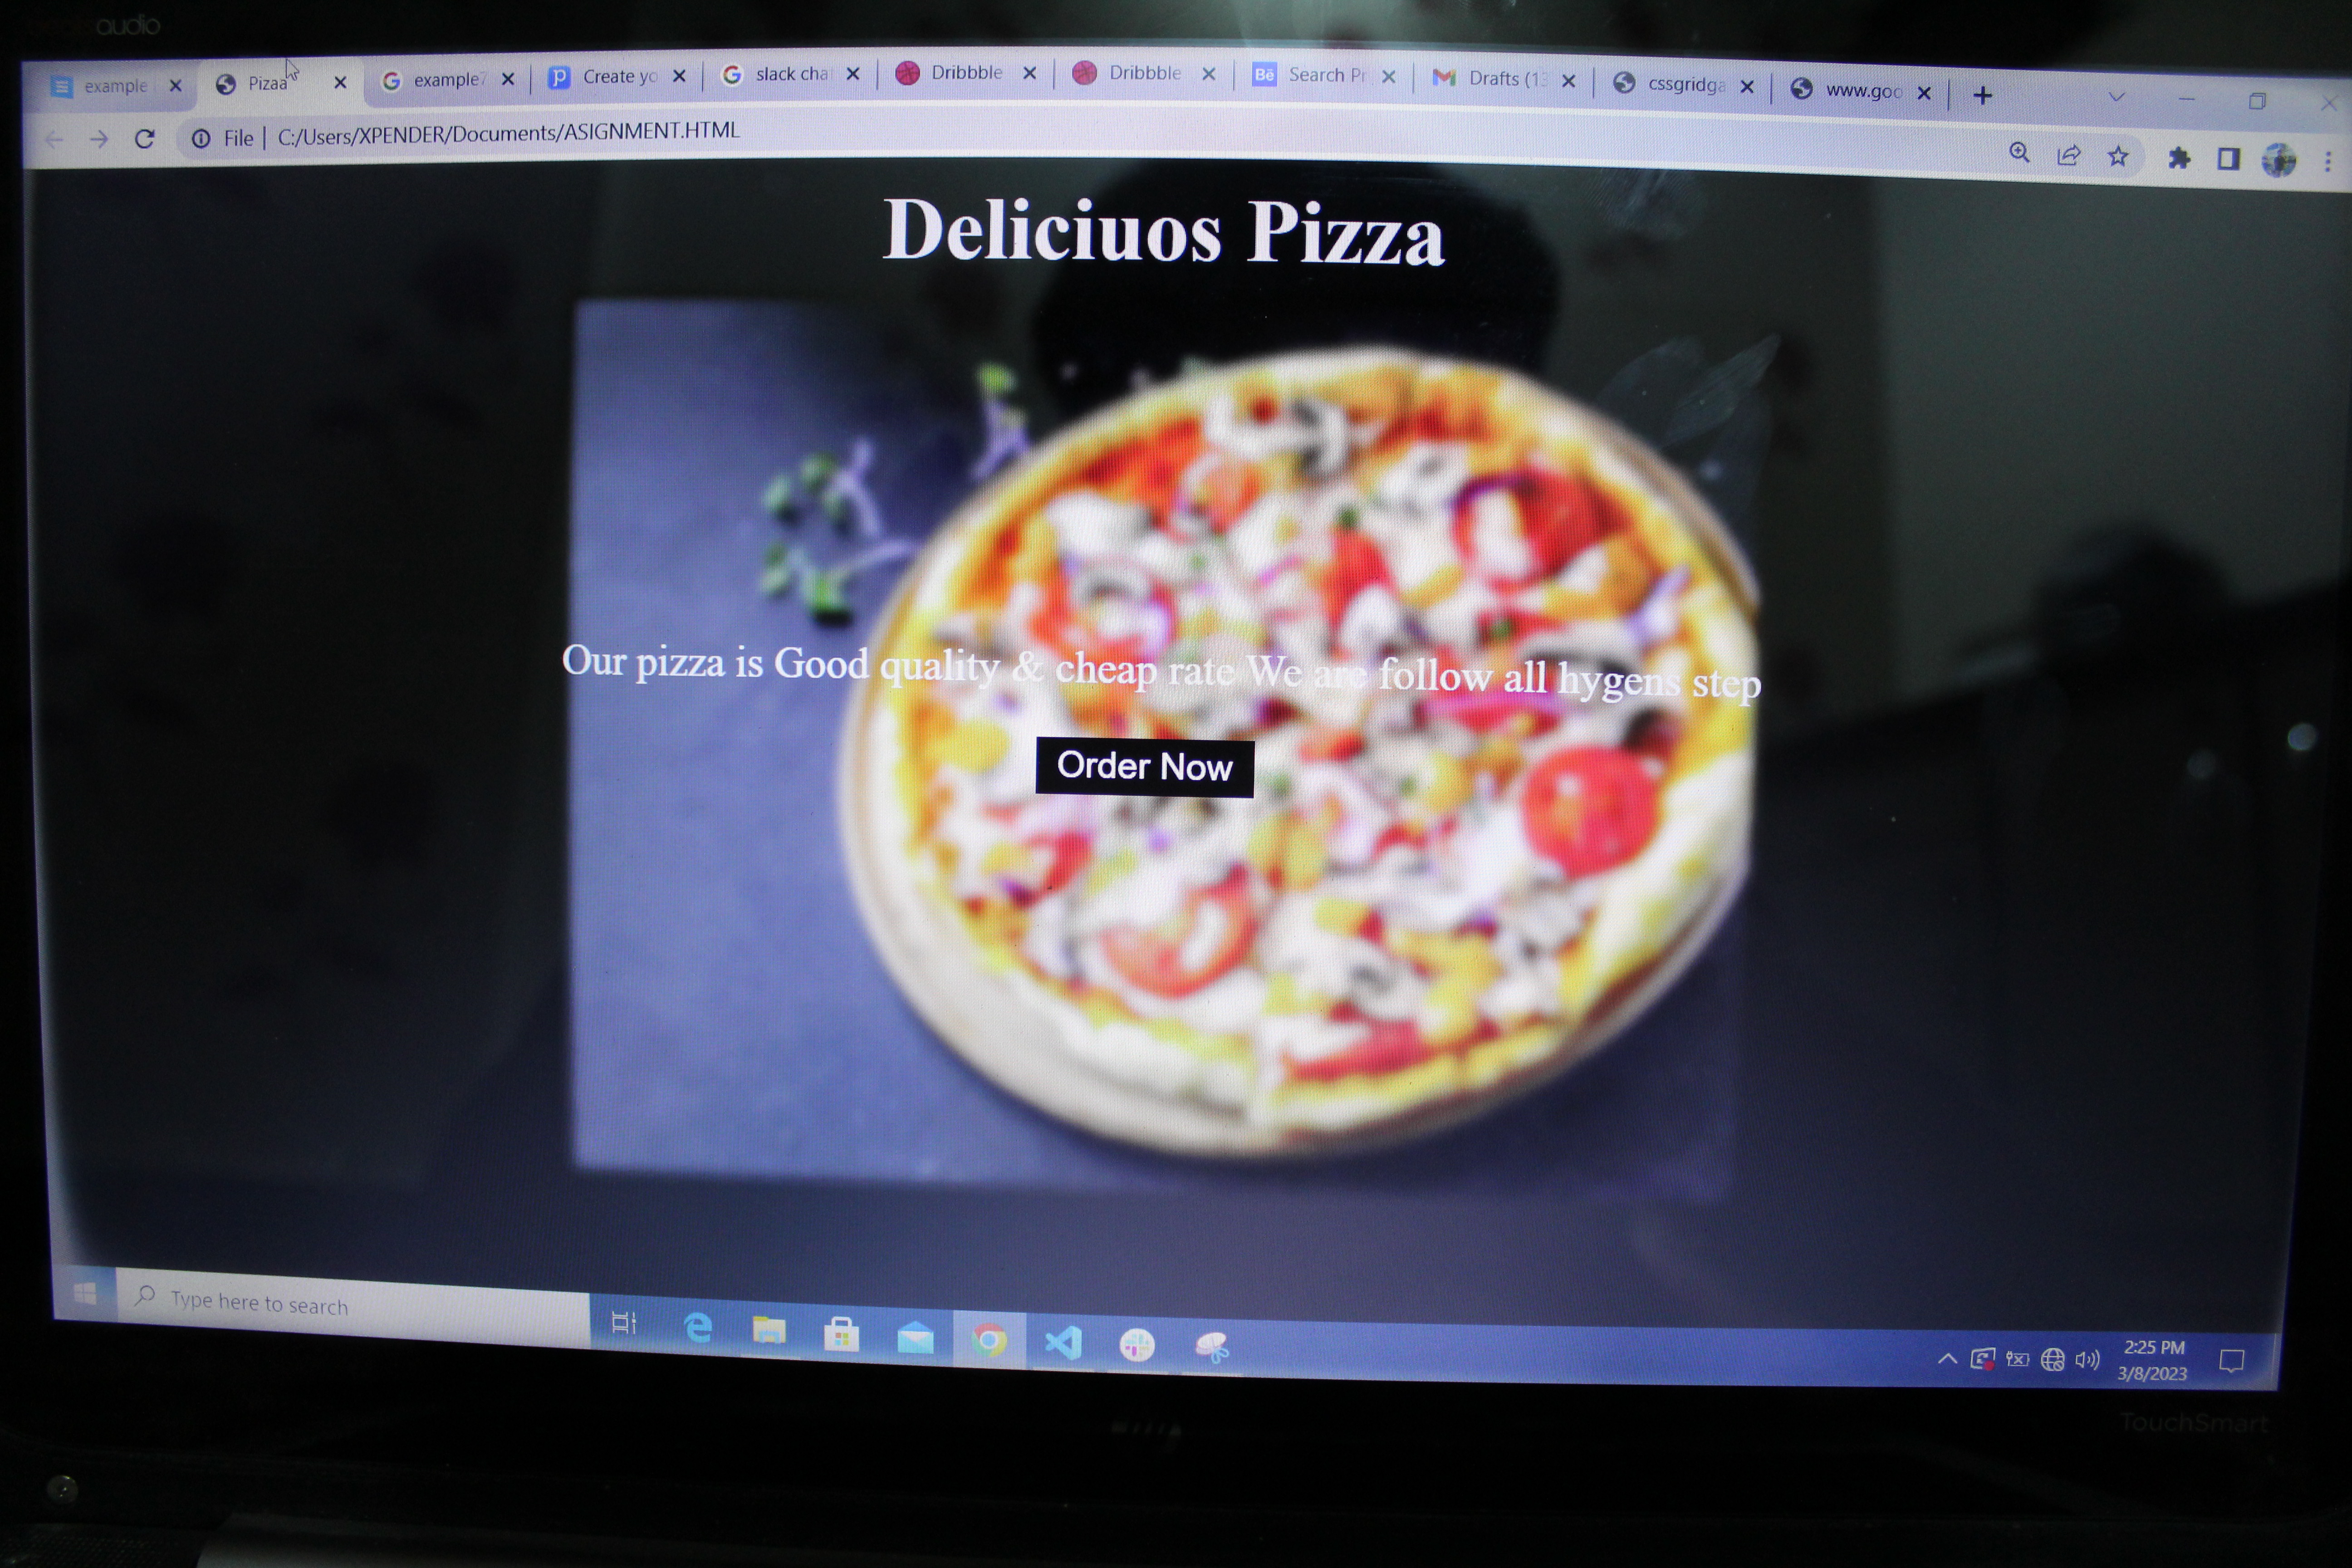 audio
example
Pizaa
example7
Create yo
slack cha
Dribbble
Dribbble
Bē
Search Pr
Drafts (13
cssgridga
www.goo
File | C:/Users/XPENDER/Documents/ASIGNMENT.HTML
Deliciuos Pizza
Our pizza is Good quality & cheap rate We are follow all hygens step
Order Now
Type here to search
2:25 PM
3/8/2023
TouchSmart